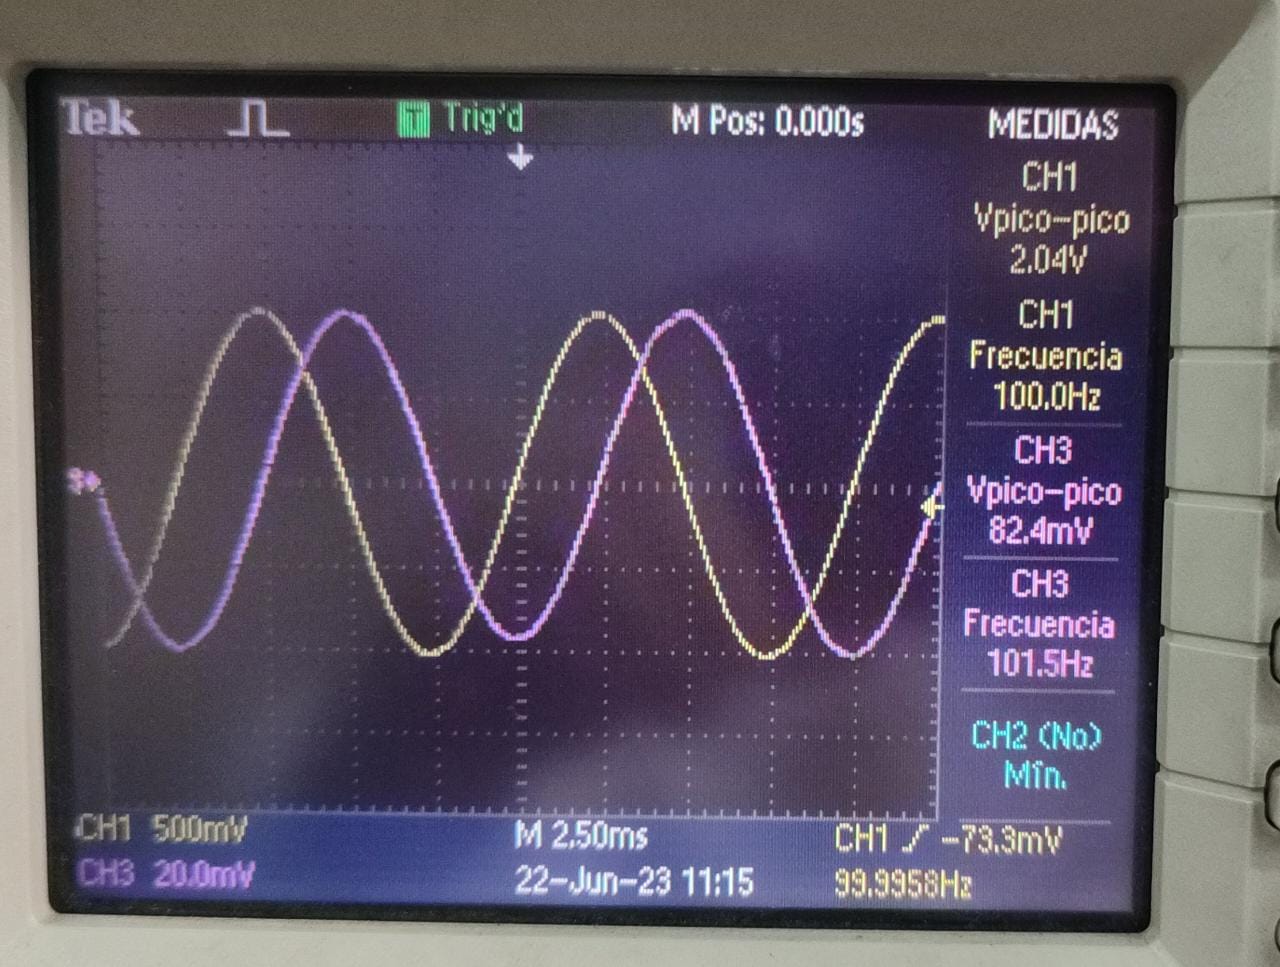 Tek
T Trig'd
M Pos: 0.000s
MEDIDAS
CH1
Vpico-pico
2.04V
CH1
Frecuencia
100.0Hz
CH3
Vpico-pico
82.4mV
CH3
Frecuencia
101.5Hz
CH2 (No)
Mín.
3
CH1 500mV
M 2.50ms
CH1 -73.3mV
CH3 20.0mV
22-Jun-23 11:15
99.9958Hz